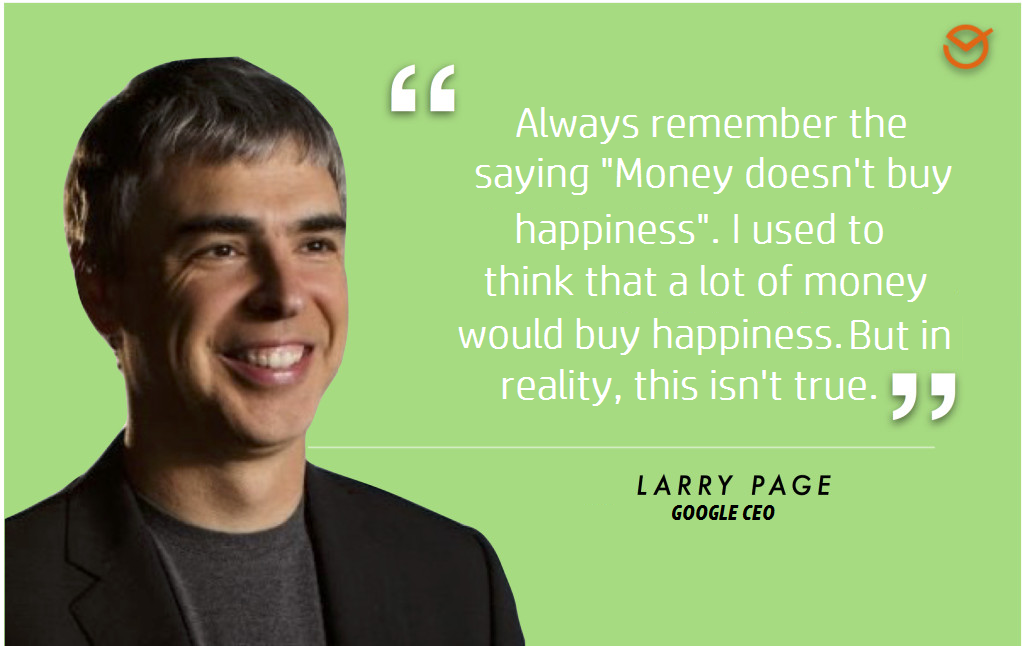 “
Always remember the
saying "Money doesn't buy
happiness". I used to
think that a lot of money
would buy happiness. But in
reality, this isn't true.
”
LARRY PAGE
GOOGLE CEO